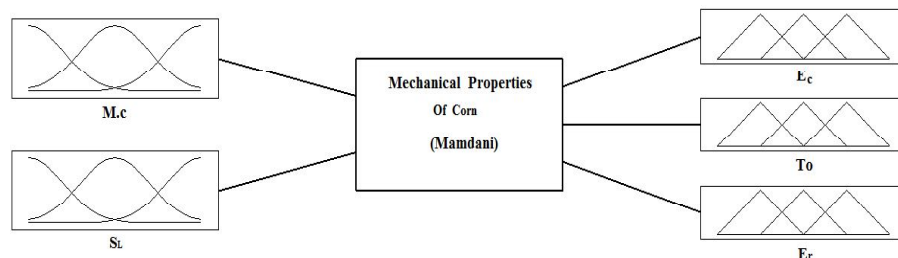 M.c
SL
Mechanical Properties
Of Corn
(Mamdani)
Ec
To
Er